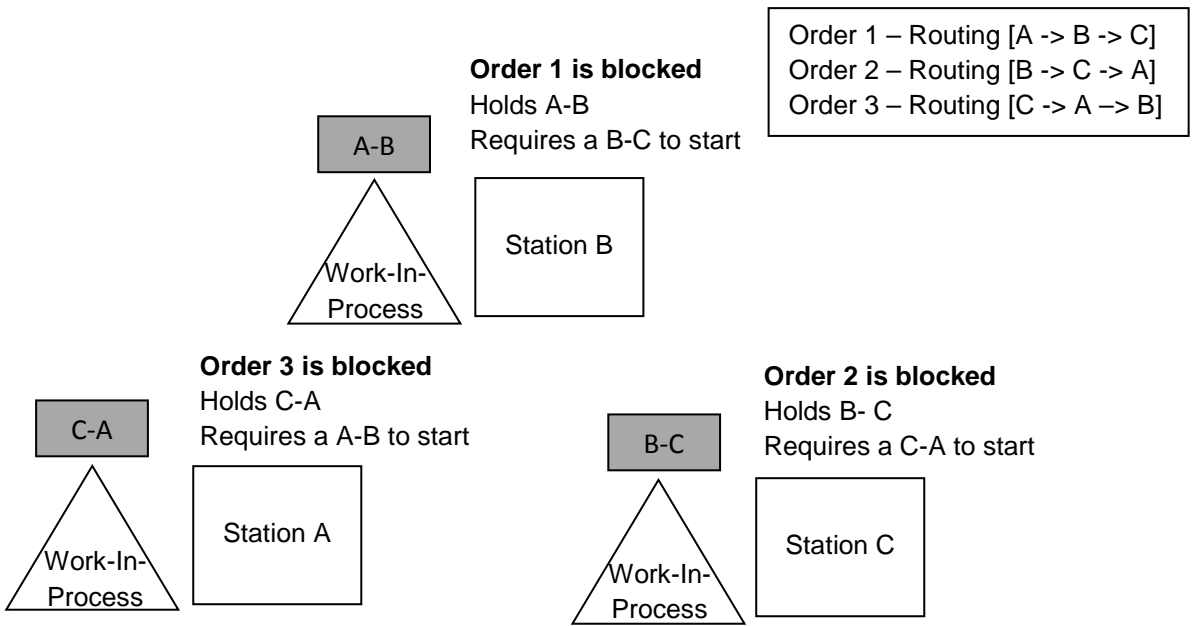 Order 1 – Routing [A -> B -> C]
Order 2 – Routing [B -> C -> A]
Order 3 – Routing [C -> A –> B]
Order 1 is blocked
Holds A-B
Requires a B-C to start
A-B
Station B
Work-In-
Process
Order 3 is blocked
Holds C-A
Requires a A-B to start
C-A
Station A
Work-In-
Process
Order 2 is blocked
Holds B- C
Requires a C-A to start
B-C
Station C
Work-In-
Process